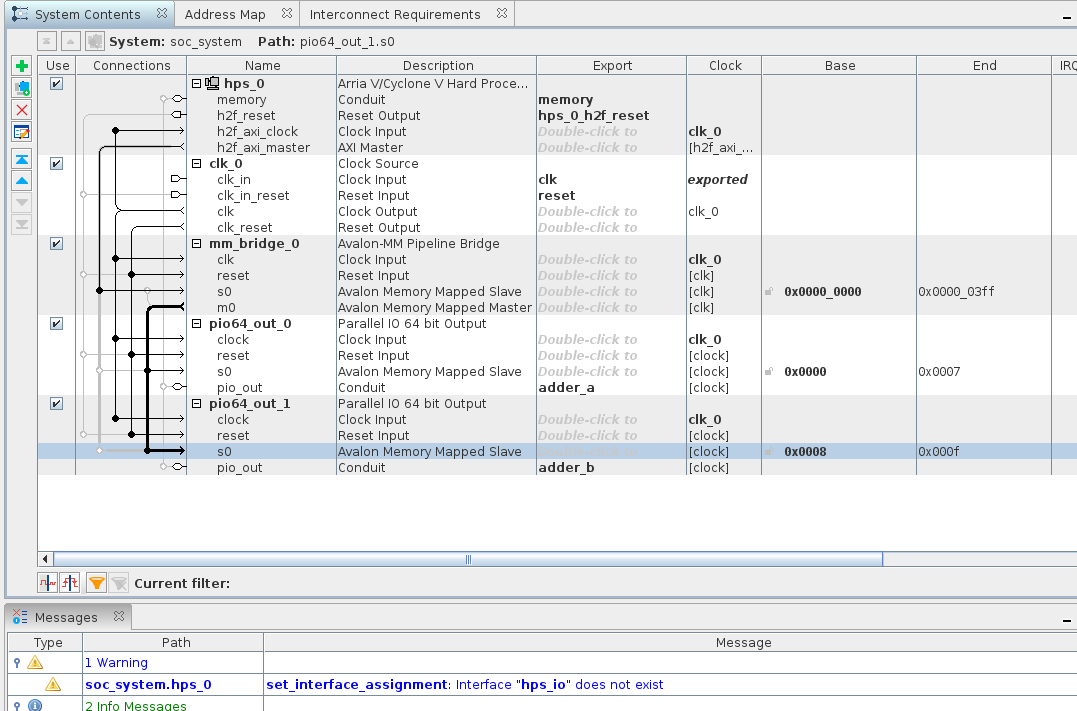 System Contents Address Map Interconnect Requirements
System: soc_system Path: pio64_out_1.s0
Use Connections Name Description Export Clock Base End IRQ
hps_0 Arria V/Cyclone V Hard Proce...
memory Conduit memory
h2f_reset Reset Output hps_0_h2f_reset
h2f_axi_clock Clock Input Double-click to clk_0
h2f_axi_master AXI Master Double-click to [h2f_axi_...
clk_0 Clock Source
clk_in Clock Input clk exported
clk_in_reset Reset Input reset
clk Clock Output Double-click to clk_0
clk_reset Reset Output Double-click to
mm_bridge_0 Avalon-MM Pipeline Bridge
clk Clock Input Double-click to clk_0
reset Reset Input Double-click to [clk]
s0 Avalon Memory Mapped Slave Double-click to [clk] 0x0000_0000 0x0000_03ff
m0 Avalon Memory Mapped Master Double-click to [clk]
pio64_out_0 Parallel IO 64 bit Output
clock Clock Input Double-click to clk_0
reset Reset Input Double-click to [clock]
s0 Avalon Memory Mapped Slave Double-click to [clock] 0x0000 0x0007
pio_out Conduit adder_a [clock]
pio64_out_1 Parallel IO 64 bit Output
clock Clock Input Double-click to clk_0
reset Reset Input Double-click to [clock]
s0 Avalon Memory Mapped Slave Double-click to [clock] 0x0008 0x000f
pio_out Conduit adder_b [clock]
Current filter:
Messages
Type Path Message
1 Warning
soc_system.hps_0 set_interface_assignment: Interface "hps_io" does not exist
2 Info Messages